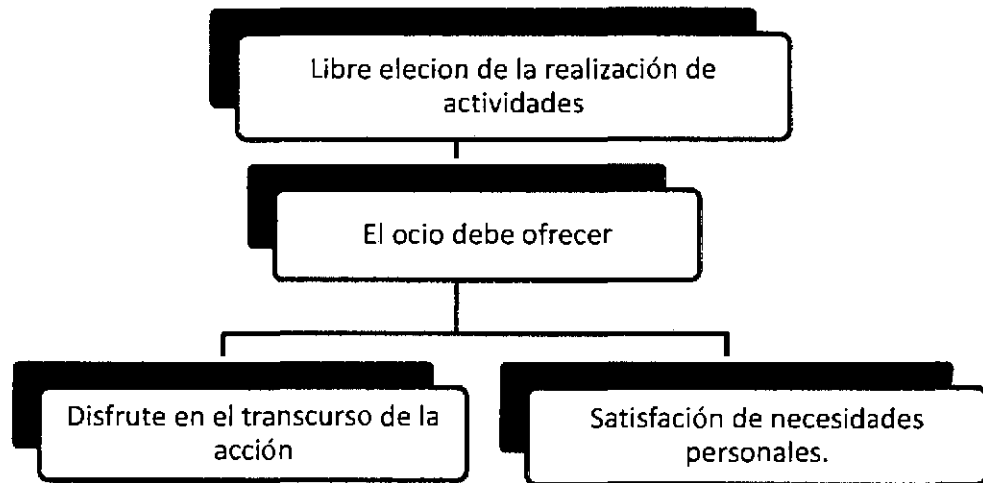 Libre elecion de la realización de
actividades
El ocio debe ofrecer
Disfrute en el transcurso de la
acción
Satisfación de necesidades
personales.